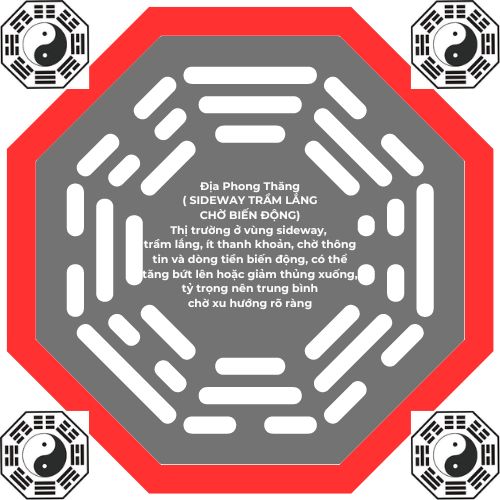 Địa Phong Thăng
( SIDEWAY TRẦM LẮNG
CHỜ BIẾN ĐỘNG)
Thị trường ở vùng sideway,
trầm lắng, ít thanh khoản, chờ thông
tin và dòng tiền biến động, có thể
tăng bứt lên hoặc giảm thủng xuống,
tỷ trọng nên trung bình
chờ xu hướng rõ ràng